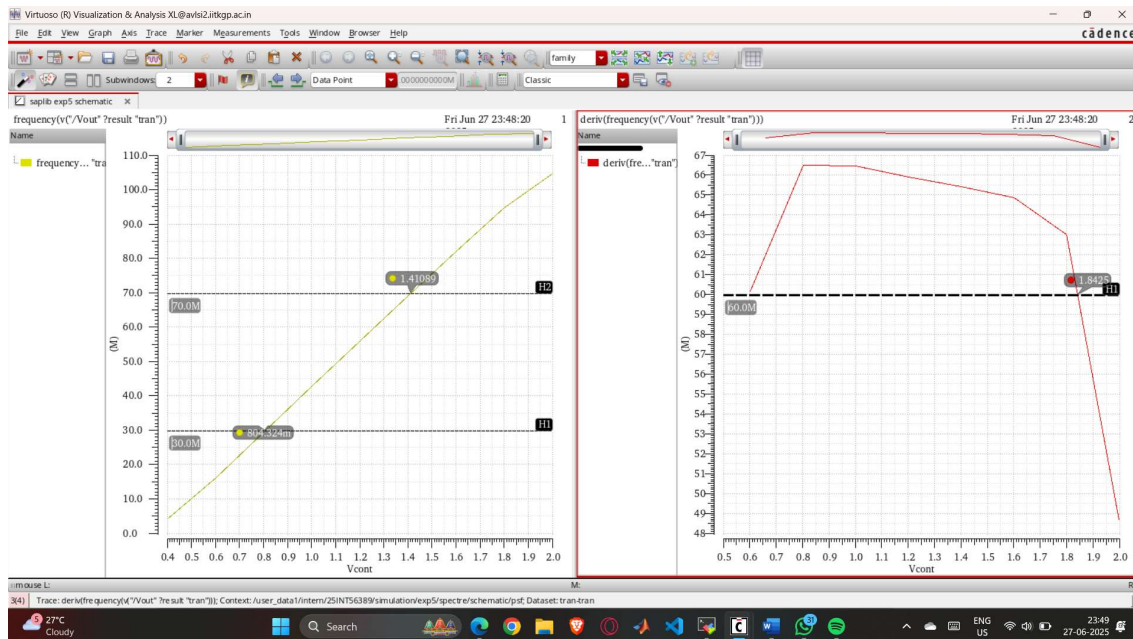 Virtuoso (R) Visualization & Analysis XL@avlsi2.iitkgp.ac.in
File Edit View Graph Axis Trace Marker Measurements Tools Window Browser Help
cādence
family
Subwindows: 2
Data Point
0000000000M
Classic
saplib exp5 schematic
frequency(v("/Vout" ?result "tran"))
Fri Jun 27 23:48:20
1
Name
frequency... "tra
110.0
100.0
90.0
80.0
70.0
60.0
50.0
40.0
30.0
20.0
10.0
0.0
(M)
1.41089
H2
70.0M
804.324m
H1
30.0M
0.4 0.5 0.6 0.7 0.8 0.9 1.0 1.1 1.2 1.3 1.4 1.5 1.6 1.7 1.8 1.9 2.0
Vcont
deriv(frequency(v("/Vout" ?result "tran")))
Fri Jun 27 23:48:20
2
Name
deriv(fre..."tran"
67
66
65
64
63
62
61
60
59
58
57
56
55
54
53
52
51
50
49
48
(M)
1.8425
H1
60.0M
0.5 0.6 0.7 0.8 0.9 1.0 1.1 1.2 1.3 1.4 1.5 1.6 1.7 1.8 1.9 2.0
Vcont
mouse L:
M:
R
3(4) Trace: deriv(frequency(v("/Vout" ?result "tran"))); Context: /user_data1/intern/25INT56389/simulation/exp5/spectre/schematic/psf; Dataset: tran-tran
5
27°C
Cloudy
Search
31
ENG
US
23:49
27-06-2025